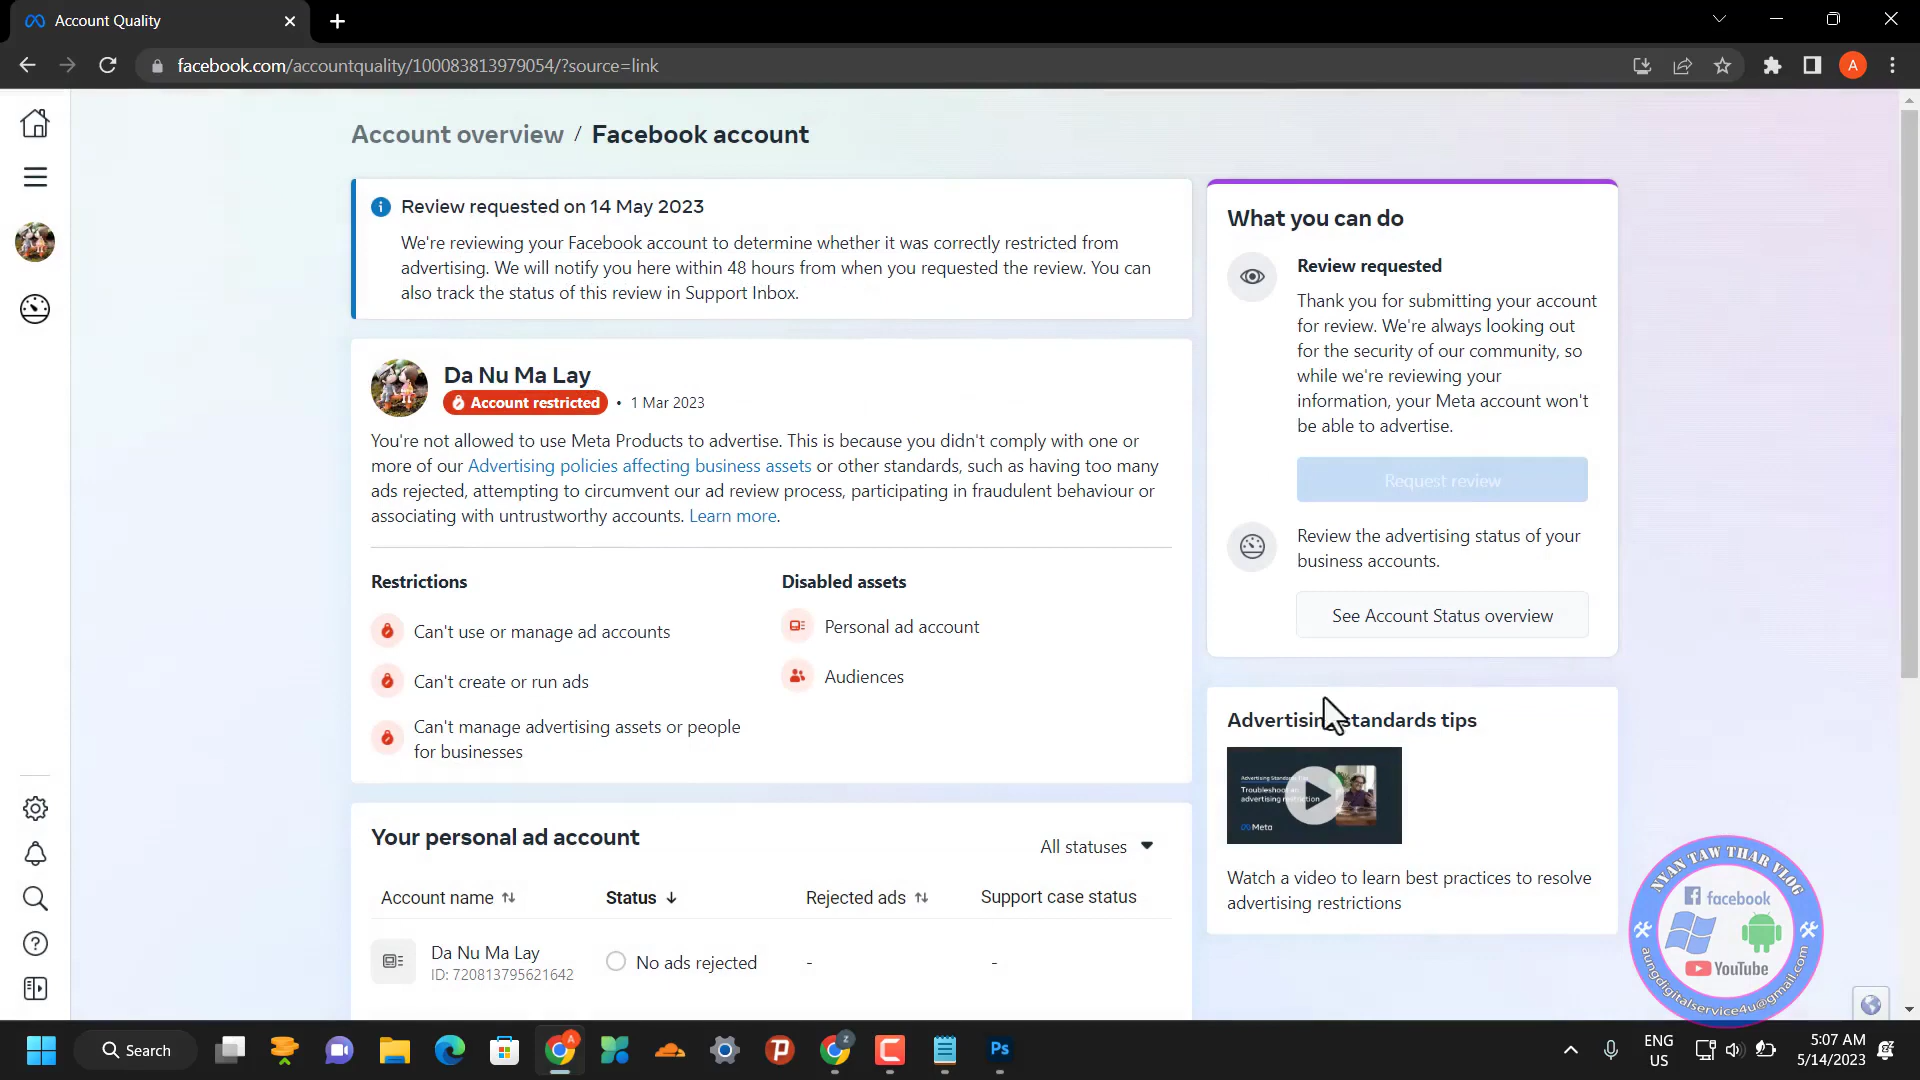 Account Quality
facebook.com/accountquality/100083813979054/?source=link
A
Account overview / Facebook account
Review requested on 14 May 2023
We're reviewing your Facebook account to determine whether it was correctly restricted from
advertising. We will notify you here within 48 hours from when you requested the review. You can
also track the status of this review in Support Inbox.
Da Nu Ma Lay
Account restricted • 1 Mar 2023
You're not allowed to use Meta Products to advertise. This is because you didn't comply with one or
more of our Advertising policies affecting business assets or other standards, such as having too many
ads rejected, attempting to circumvent our ad review process, participating in fraudulent behaviour or
associating with untrustworthy accounts. Learn more.
Restrictions
Can't use or manage ad accounts
Can't create or run ads
Can't manage advertising assets or people
for businesses
Disabled assets
Personal ad account
Audiences
Your personal ad account
All statuses
Account name Status Rejected ads Support case status
Da Nu Ma Lay No ads rejected - -
ID: 720813795621642
What you can do
Review requested
Thank you for submitting your account
for review. We're always looking out
for the security of our community, so
while we're reviewing your
information, your Meta account won't
be able to advertise.
Request review
Review the advertising status of your
business accounts.
See Account Status overview
Advertising standards tips
Advertising Standards Tips
Troubleshoot an
advertising restriction
Meta
Watch a video to learn best practices to resolve
advertising restrictions
NYAN TAW THAR VLOG
facebook
YouTube
aungdigitalservice4u@gmail.com
Search
A
Z
Ps
ENG
US
5:07 AM
5/14/2023